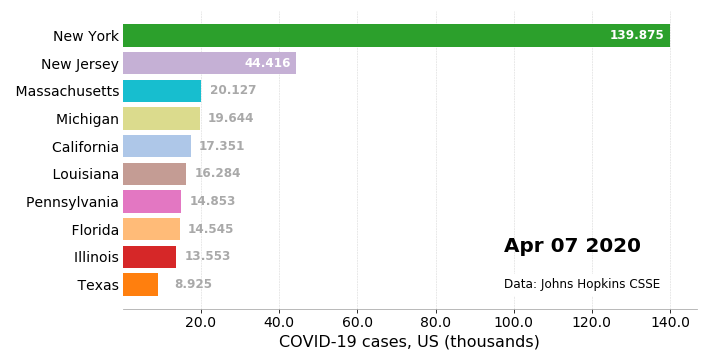 New York 139.875
New Jersey 44.416
Massachusetts 20.127
Michigan 19.644
California 17.351
Louisiana 16.284
Pennsylvania 14.853
Florida 14.545
Illinois 13.553
Texas 8.925
Apr 07 2020
Data: Johns Hopkins CSSE
20.0 40.0 60.0 80.0 100.0 120.0 140.0
COVID-19 cases, US (thousands)